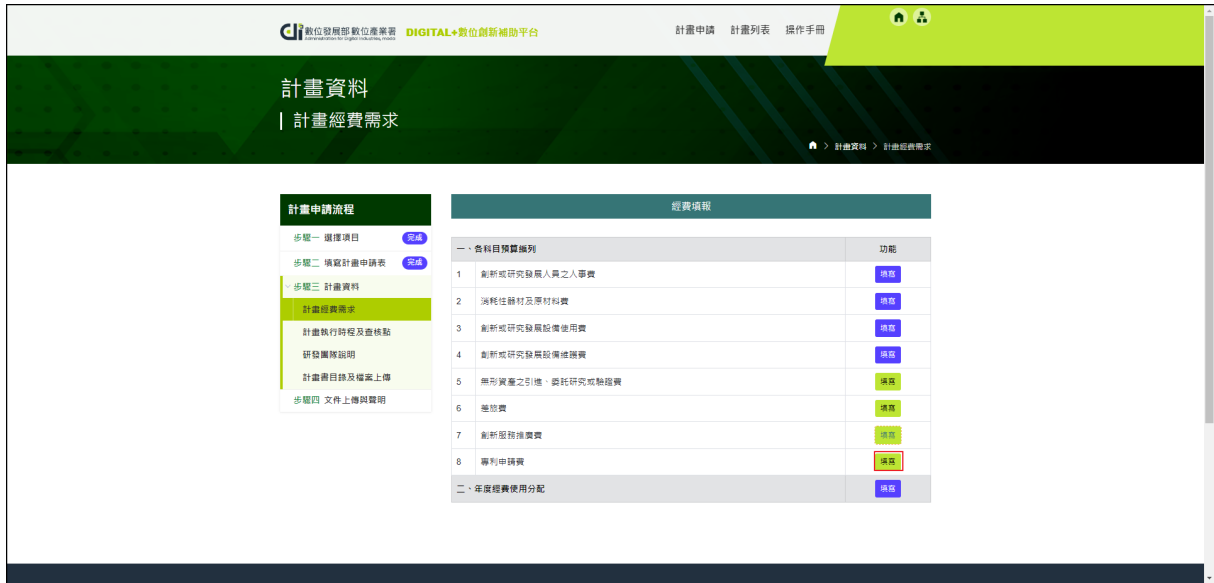 數位發展部數位產業署 DIGITAL+數位創新補助平台
Administration for Digital Industries, moda
計畫申請 計畫列表 操作手冊
計畫資料
計畫經費需求
計畫資料 > 計畫經費需求
計畫申請流程
步驟一 選擇項目 完成
步驟二 填寫計畫申請表 完成
步驟三 計畫資料
計畫經費需求
計畫執行時程及查核點
研發團隊說明
計畫書目錄及檔案上傳
步驟四 文件上傳與聲明
經費填報
一、各科目預算編列 功能
1 創新或研究發展人員之人事費 填寫
2 消耗性器材及原材料費 填寫
3 創新或研究發展設備使用費 填寫
4 創新或研究發展設備維護費 填寫
5 無形資產之引進、委託研究或驗證費 填寫
6 差旅費 填寫
7 創新服務推廣費 填寫
8 專利申請費 填寫
二、年度經費使用分配 填寫